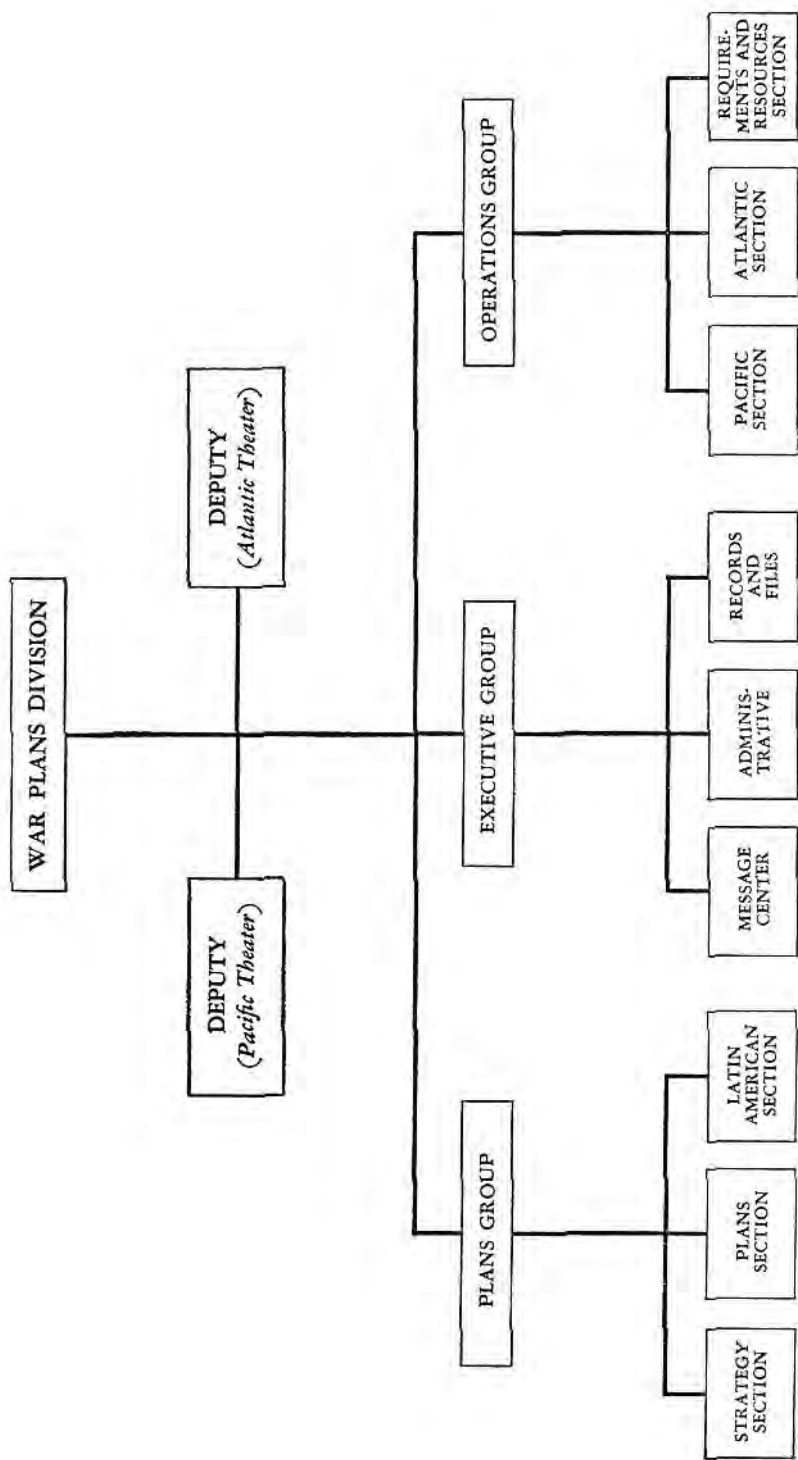 WAR PLANS DIVISION
DEPUTY
(Pacific Theater)
DEPUTY
(Atlantic Theater)
PLANS GROUP
EXECUTIVE GROUP
OPERATIONS GROUP
STRATEGY
SECTION
PLANS
SECTION
LATIN
AMERICAN
SECTION
MESSAGE
CENTER
ADMINIS-
TRATIVE
RECORDS
AND
FILES
PACIFIC
SECTION
ATLANTIC
SECTION
REQUIRE-
MENTS AND
RESOURCES
SECTION